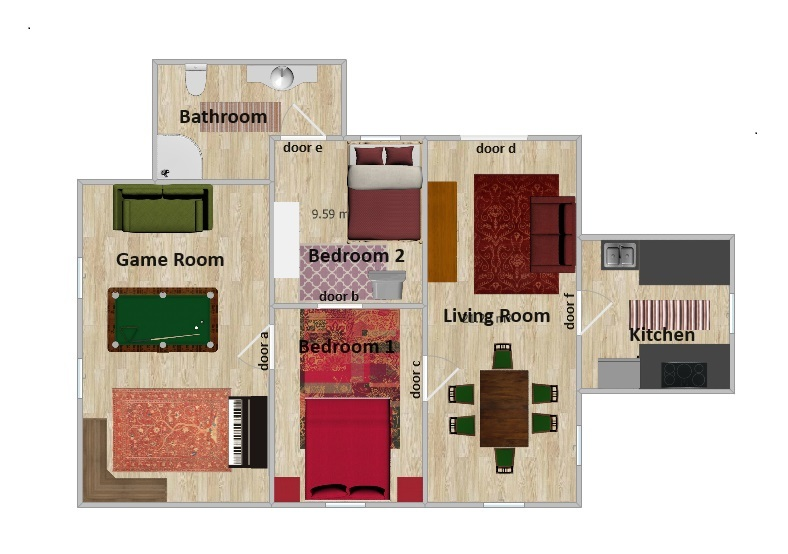 Bathroom
door e
door d
9.59 m
Bedroom 2
Game Room
door b
door f
Living Room
Kitchen
door a
Bedroom 1
door c